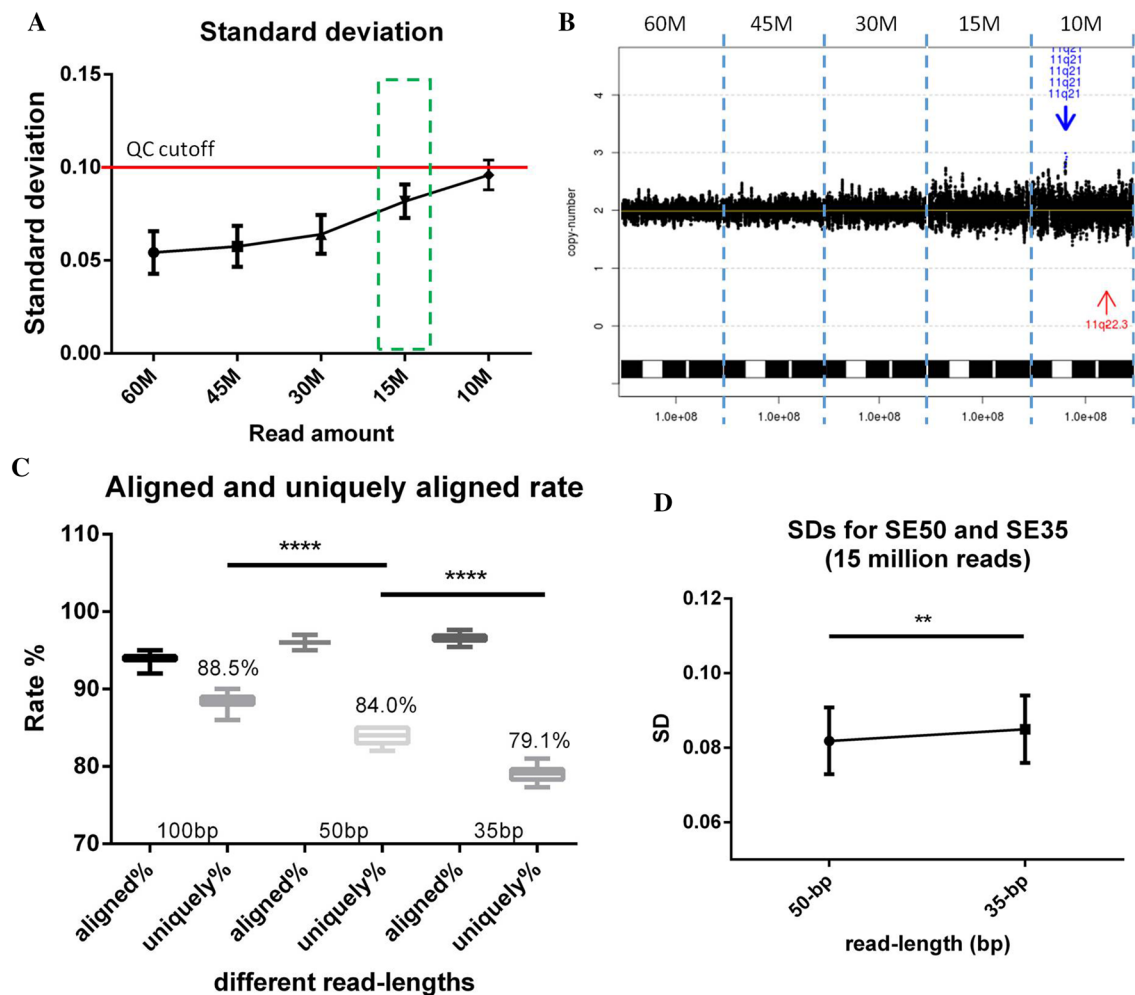 A
Standard deviation
0.15
QC cutoff
0.10
0.05
0.00
Standard deviation
60M
45M
30M
15M
10M
Read amount
B
60M
45M
30M
15M
10M
11q21
11q21
11q21
11q21
11q21
4
3
2
1
0
copy-number
11q22.3
1.0e+08
1.0e+08
1.0e+08
1.0e+08
1.0e+08
C
Aligned and uniquely aligned rate
110
100
90
80
70
Rate %
****
****
88.5%
84.0%
79.1%
100bp
50bp
35bp
aligned%
uniquely%
aligned%
uniquely%
aligned%
uniquely%
different read-lengths
D
SDs for SE50 and SE35
(15 million reads)
0.12
0.10
0.08
0.06
SD
**
50-bp
35-bp
read-length (bp)